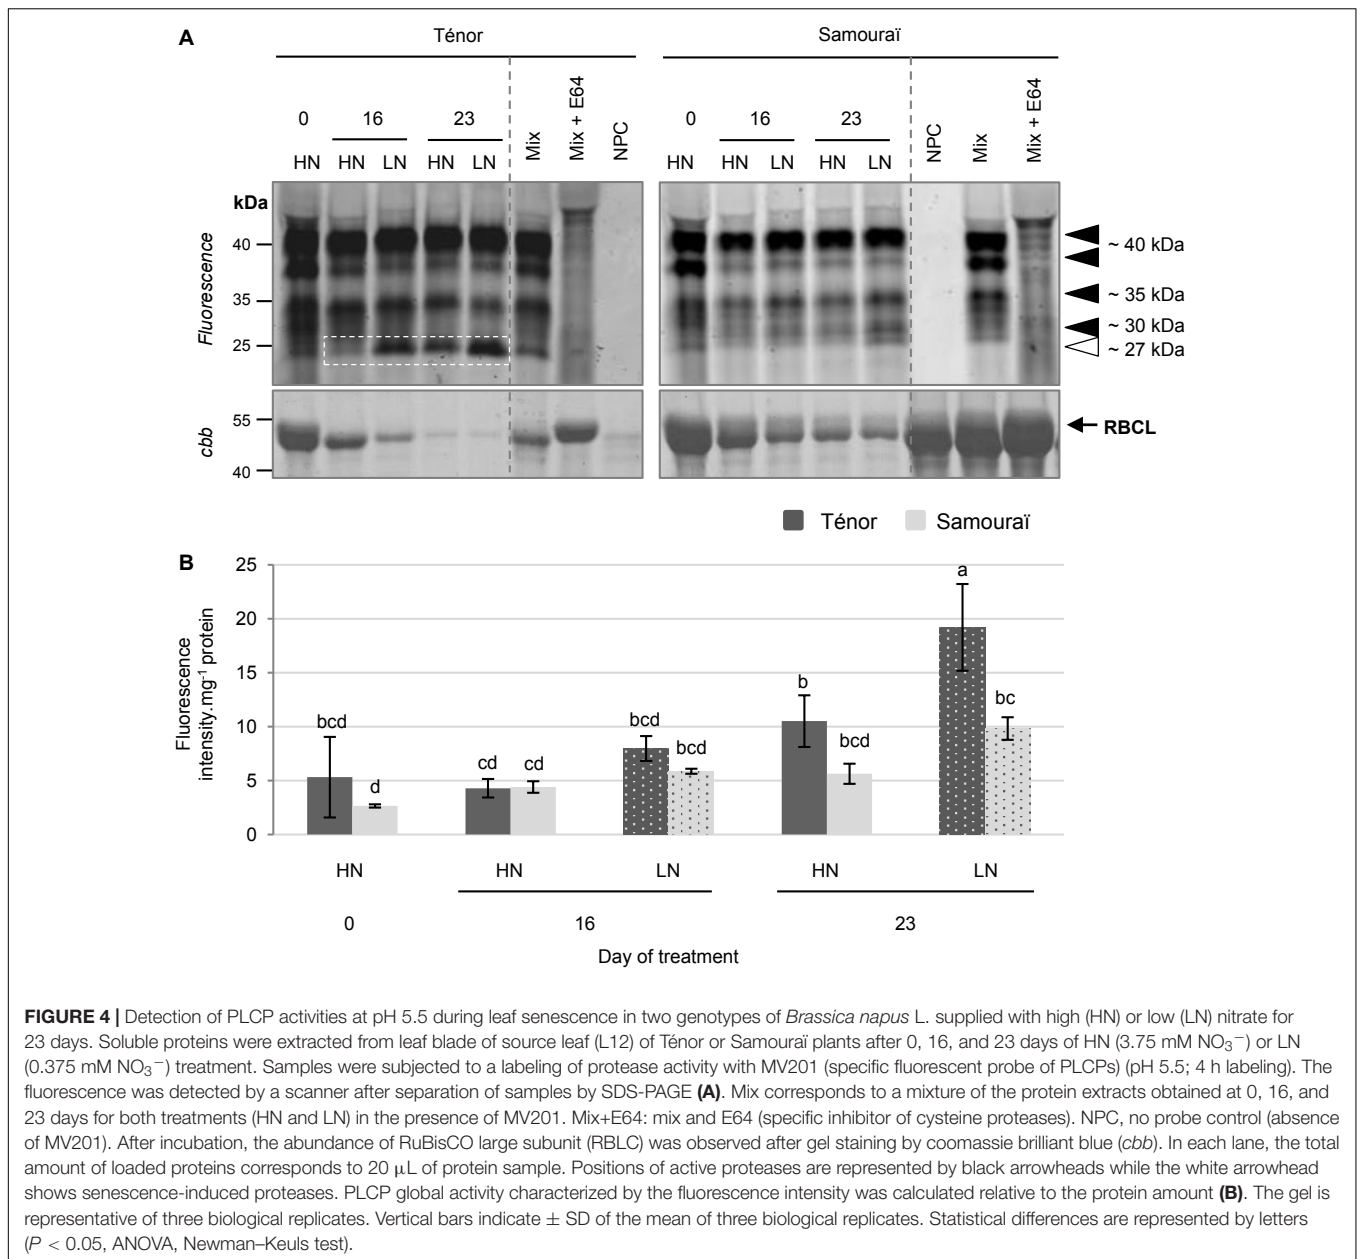 A
Ténor
Samouraï
0 16 23 Mix Mix + E64 NPC
HN HN LN HN LN
0 16 23 NPC Mix Mix + E64
HN HN LN HN LN
kDa
Fluorescence
40
35
25
~ 40 kDa
~ 35 kDa
~ 30 kDa
~ 27 kDa
cbb
55
40
RBCL
Ténor Samouraï
B
Fluorescence
intensity.mg-1 protein
25
20
15
10
5
0
bcd d cd cd bcd bcd b bcd a bc
HN HN LN HN LN
0 16 23
Day of treatment
FIGURE 4 | Detection of PLCP activities at pH 5.5 during leaf senescence in two genotypes of Brassica napus L. supplied with high (HN) or low (LN) nitrate for
23 days. Soluble proteins were extracted from leaf blade of source leaf (L12) of Ténor or Samouraï plants after 0, 16, and 23 days of HN (3.75 mM NO3−) or LN
(0.375 mM NO3−) treatment. Samples were subjected to a labeling of protease activity with MV201 (specific fluorescent probe of PLCPs) (pH 5.5; 4 h labeling). The
fluorescence was detected by a scanner after separation of samples by SDS-PAGE (A). Mix corresponds to a mixture of the protein extracts obtained at 0, 16, and
23 days for both treatments (HN and LN) in the presence of MV201. Mix+E64: mix and E64 (specific inhibitor of cysteine proteases). NPC, no probe control (absence
of MV201). After incubation, the abundance of RuBisCO large subunit (RBLC) was observed after gel staining by coomassie brilliant blue (cbb). In each lane, the total
amount of loaded proteins corresponds to 20 μL of protein sample. Positions of active proteases are represented by black arrowheads while the white arrowhead
shows senescence-induced proteases. PLCP global activity characterized by the fluorescence intensity was calculated relative to the protein amount (B). The gel is
representative of three biological replicates. Vertical bars indicate ± SD of the mean of three biological replicates. Statistical differences are represented by letters
(P < 0.05, ANOVA, Newman–Keuls test).